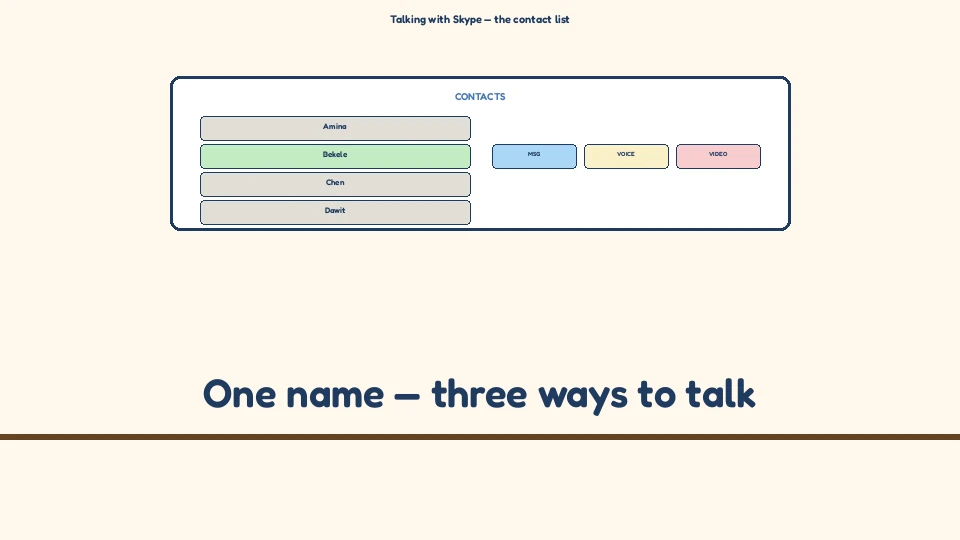 Talking with Skype — the contact list
CONTACTS
Amina
Bekele
MSG
VOICE
VIDEO
Chen
Dawit
One name — three ways to talk